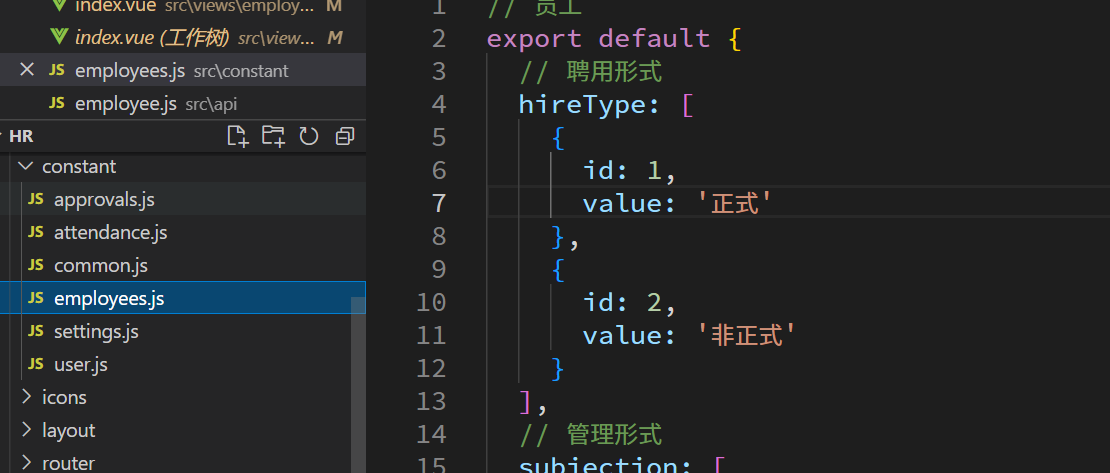 index.vue src\views\employ... M
index.vue (工作树) src\view... M
JS employees.js src\constant
JS employee.js src\api
HR
constant
JS approvals.js
JS attendance.js
JS common.js
JS employees.js
JS settings.js
JS user.js
icons
layout
router
1 // 员工
2 export default {
3 // 聘用形式
4 hireType: [
5 {
6 id: 1,
7 value: '正式'
8 },
9 {
10 id: 2,
11 value: '非正式'
12 }
13 ],
14 // 管理形式
15 subjection: [